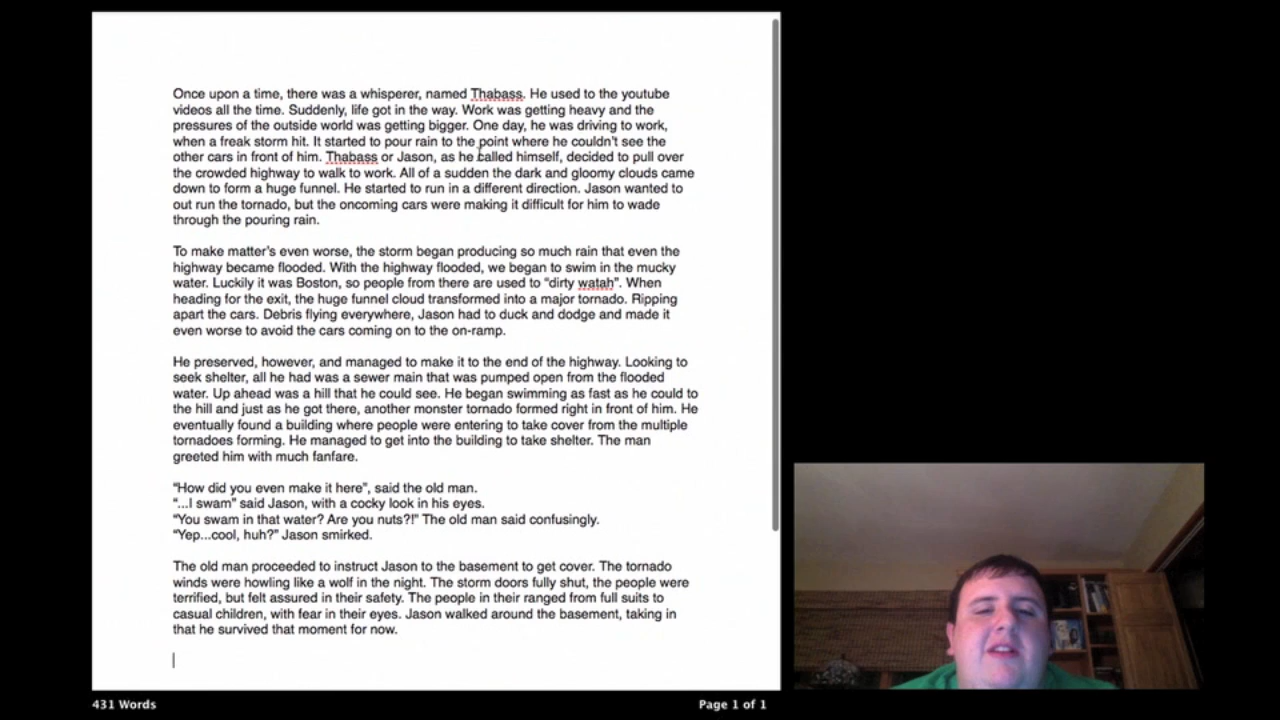 Once upon a time, there was a whisperer, named Thabass. He used to the youtube
videos all the time. Suddenly, life got in the way. Work was getting heavy and the
pressures of the outside world was getting bigger. One day, he was driving to work,
when a freak storm hit. It started to pour rain to the point where he couldn't see the
other cars in front of him. Thabass or Jason, as he called himself, decided to pull over
the crowded highway to walk to work. All of a sudden the dark and gloomy clouds came
down to form a huge funnel. He started to run in a different direction. Jason wanted to
out run the tornado, but the oncoming cars were making it difficult for him to wade
through the pouring rain.
To make matter's even worse, the storm began producing so much rain that even the
highway became flooded. With the highway flooded, we began to swim in the mucky
water. Luckily it was Boston, so people from there are used to “dirty watah”. When
heading for the exit, the huge funnel cloud transformed into a major tornado. Ripping
apart the cars. Debris flying everywhere, Jason had to duck and dodge and made it
even worse to avoid the cars coming on to the on-ramp.
He preserved, however, and managed to make it to the end of the highway. Looking to
seek shelter, all he had was a sewer main that was pumped open from the flooded
water. Up ahead was a hill that he could see. He began swimming as fast as he could to
the hill and just as he got there, another monster tornado formed right in front of him. He
eventually found a building where people were entering to take cover from the multiple
tornadoes forming. He managed to get into the building to take shelter. The man
greeted him with much fanfare.
“How did you even make it here”, said the old man.
“...I swam” said Jason, with a cocky look in his eyes.
“You swam in that water? Are you nuts?!” The old man said confusingly.
“Yep...cool, huh?” Jason smirked.
The old man proceeded to instruct Jason to the basement to get cover. The tornado
winds were howling like a wolf in the night. The storm doors fully shut, the people were
terrified, but felt assured in their safety. The people in their ranged from full suits to
casual children, with fear in their eyes. Jason walked around the basement, taking in
that he survived that moment for now.
431 Words
Page 1 of 1